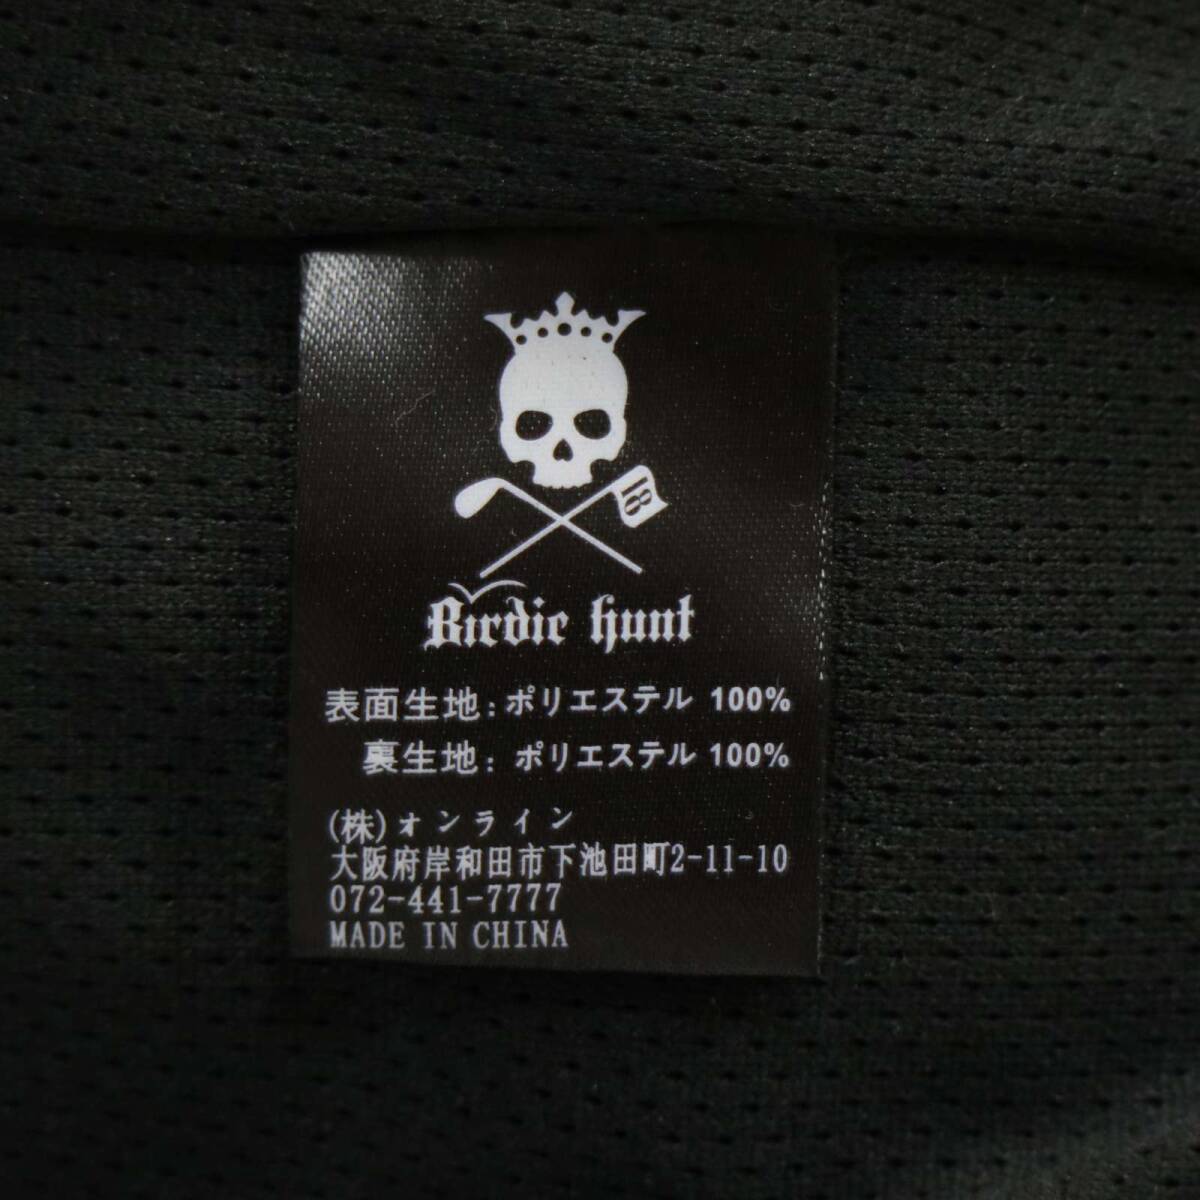 18
Birdie hunt
表面生地：ポリエステル 100%
裏生地：ポリエステル 100%
(株)オンライン
大阪府岸和田市下池田町2-11-10
072-441-7777
MADE IN CHINA